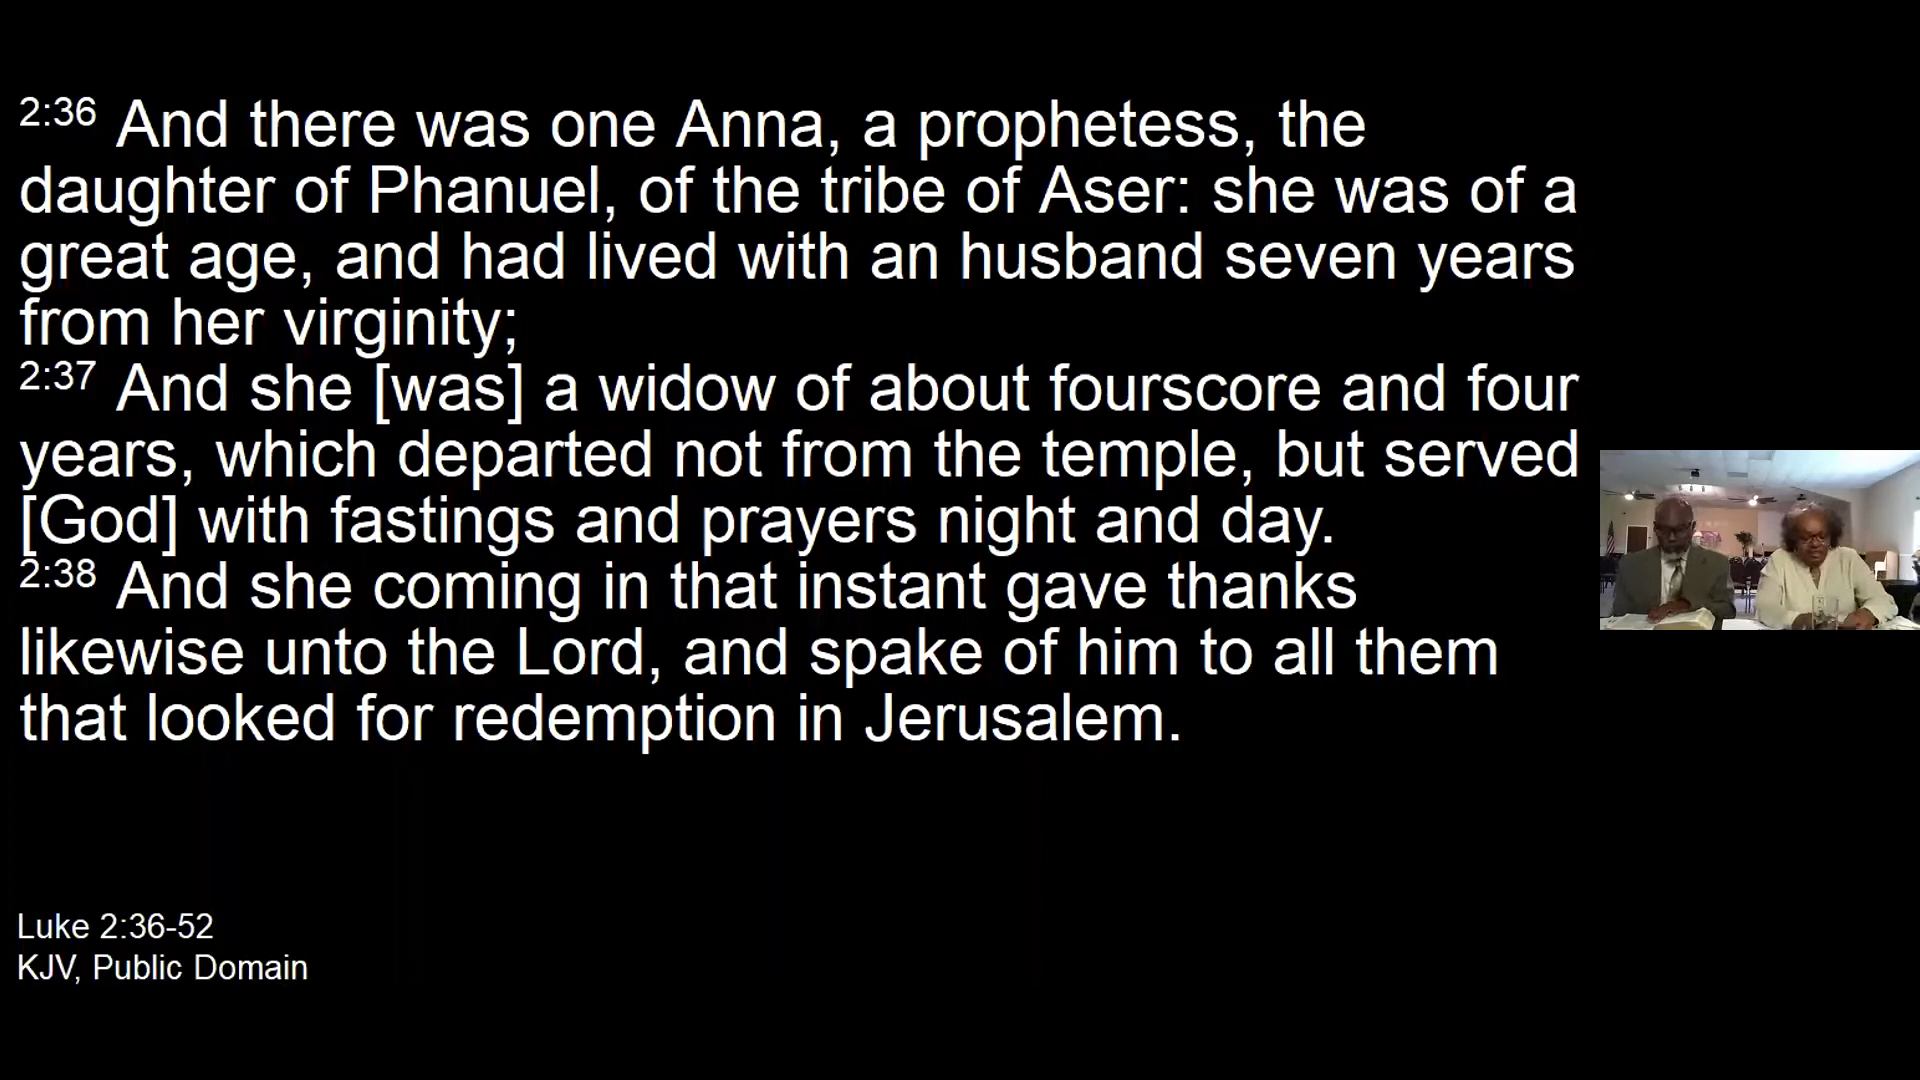 2:36 And there was one Anna, a prophetess, the
daughter of Phanuel, of the tribe of Aser: she was of a
great age, and had lived with an husband seven years
from her virginity;
2:37 And she [was] a widow of about fourscore and four
years, which departed not from the temple, but served
[God] with fastings and prayers night and day.
2:38 And she coming in that instant gave thanks
likewise unto the Lord, and spake of him to all them
that looked for redemption in Jerusalem.
Luke 2:36-52
KJV, Public Domain